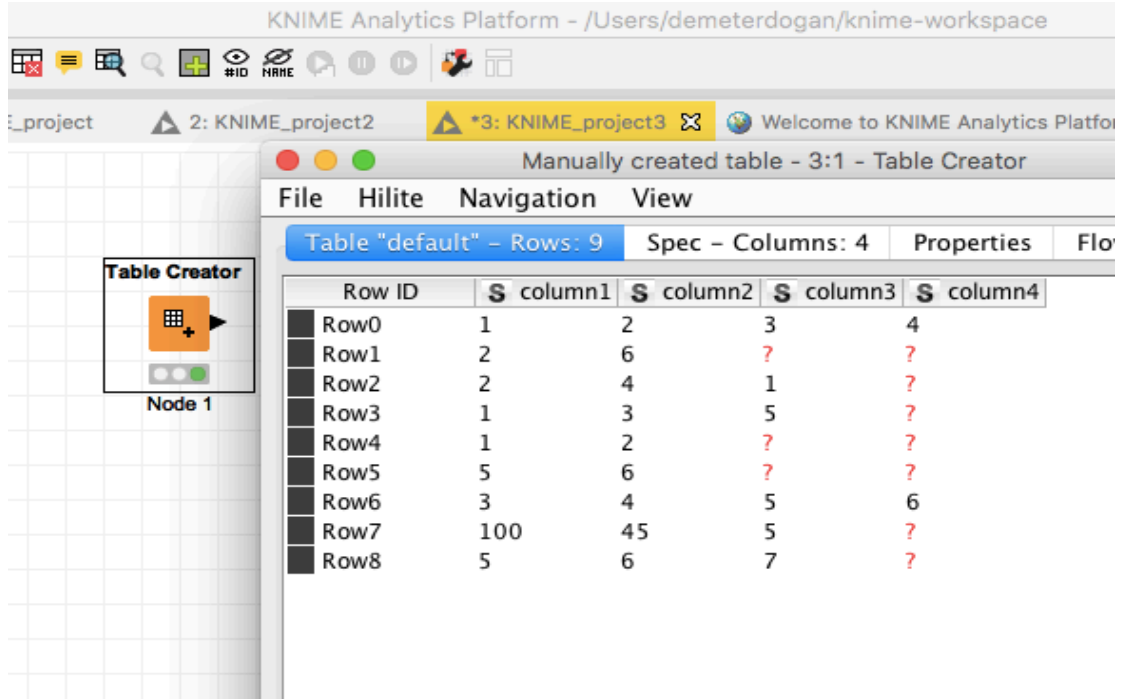 KNIME Analytics Platform - /Users/demeterdogan/knime-workspace
#ID NAME
E_project 2: KNIME_project2 *3: KNIME_project3 Welcome to KNIME Analytics Platfor
Manually created table - 3:1 - Table Creator
File Hilite Navigation View
Table "default" - Rows: 9 Spec - Columns: 4 Properties Flo
Table Creator
Node 1
Row ID S column1 S column2 S column3 S column4
Row0 1 2 3 4
Row1 2 6 ? ?
Row2 2 4 1 ?
Row3 1 3 5 ?
Row4 1 2 ? ?
Row5 5 6 ? ?
Row6 3 4 5 6
Row7 100 45 5 ?
Row8 5 6 7 ?